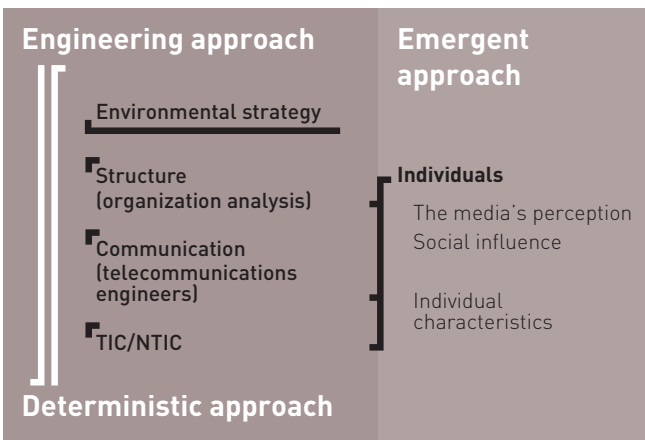 Engineering approach
Environmental strategy
Structure
(organization analysis)
Communication
(telecommunications
engineers)
TIC/NTIC
Deterministic approach
Emergent
approach
Individuals
The media's perception
Social influence
Individual
characteristics